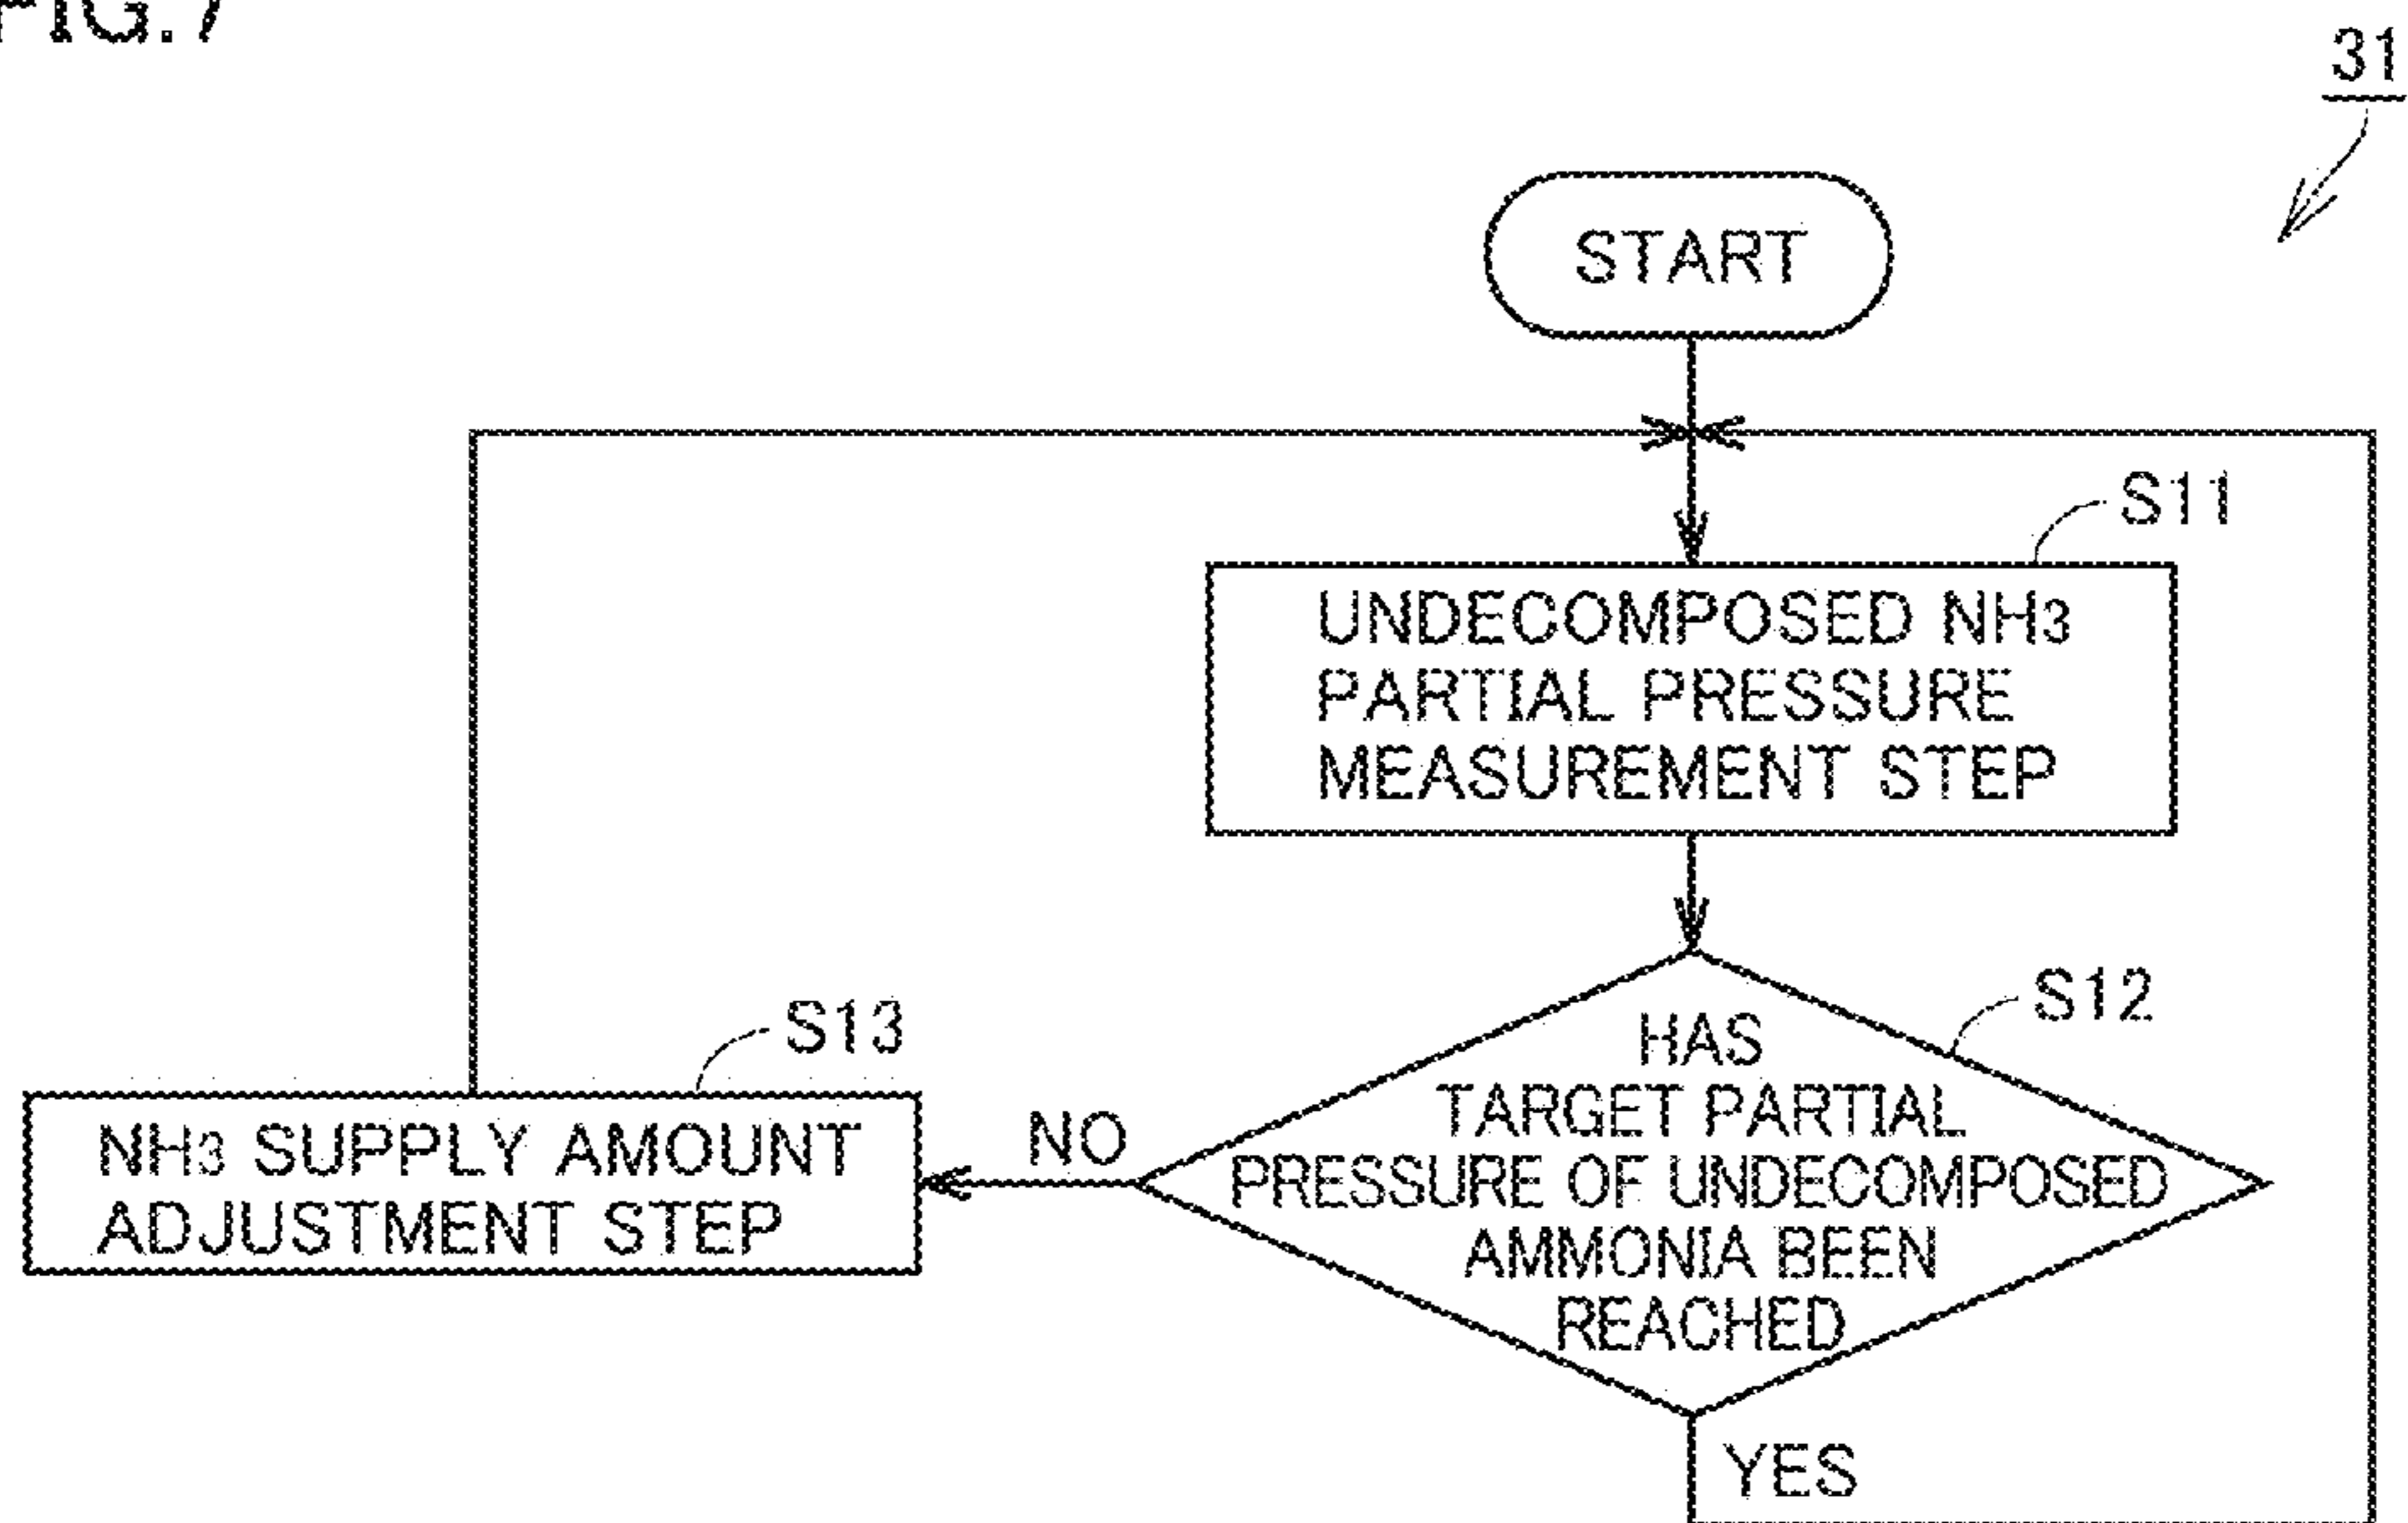 FIG.7
31
START
S11
UNDECOMPOSED NH3
PARTIAL PRESSURE
MEASUREMENT STEP
S12
HAS
TARGET PARTIAL
PRESSURE OF UNDECOMPOSED
AMMONIA BEEN
REACHED
NO
S13
NH3 SUPPLY AMOUNT
ADJUSTMENT STEP
YES